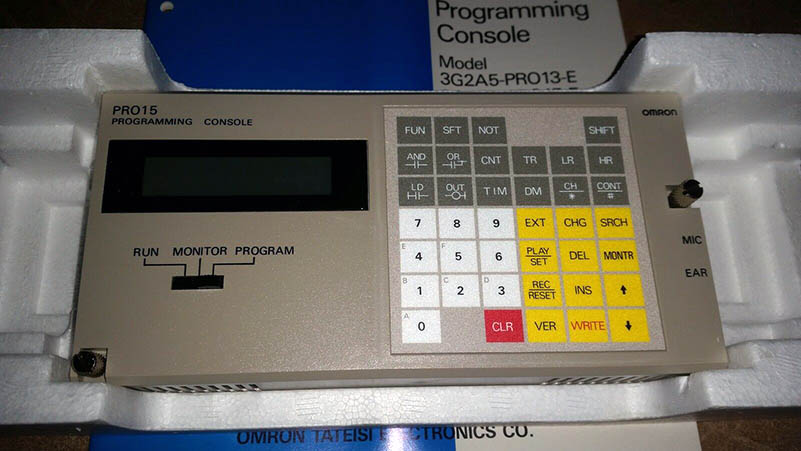 Programming
Console
Model
3G2A5-PRO13-E
PRO15
PROGRAMMING CONSOLE
OMRON
FUN SFT NOT SHIFT
AND OR CNT TR LR HR
LD OUT TIM DM CH * CONT #
7 8 9 EXT CHG SRCH
E 4 F 5 6 PLAY SET DEL MONTR
B 1 C 2 D 3 REC RESET INS ↑
A 0 CLR VER WRITE ↓
RUN MONITOR PROGRAM
MIC
EAR
OMRON TATEISI ELECTRONICS CO.